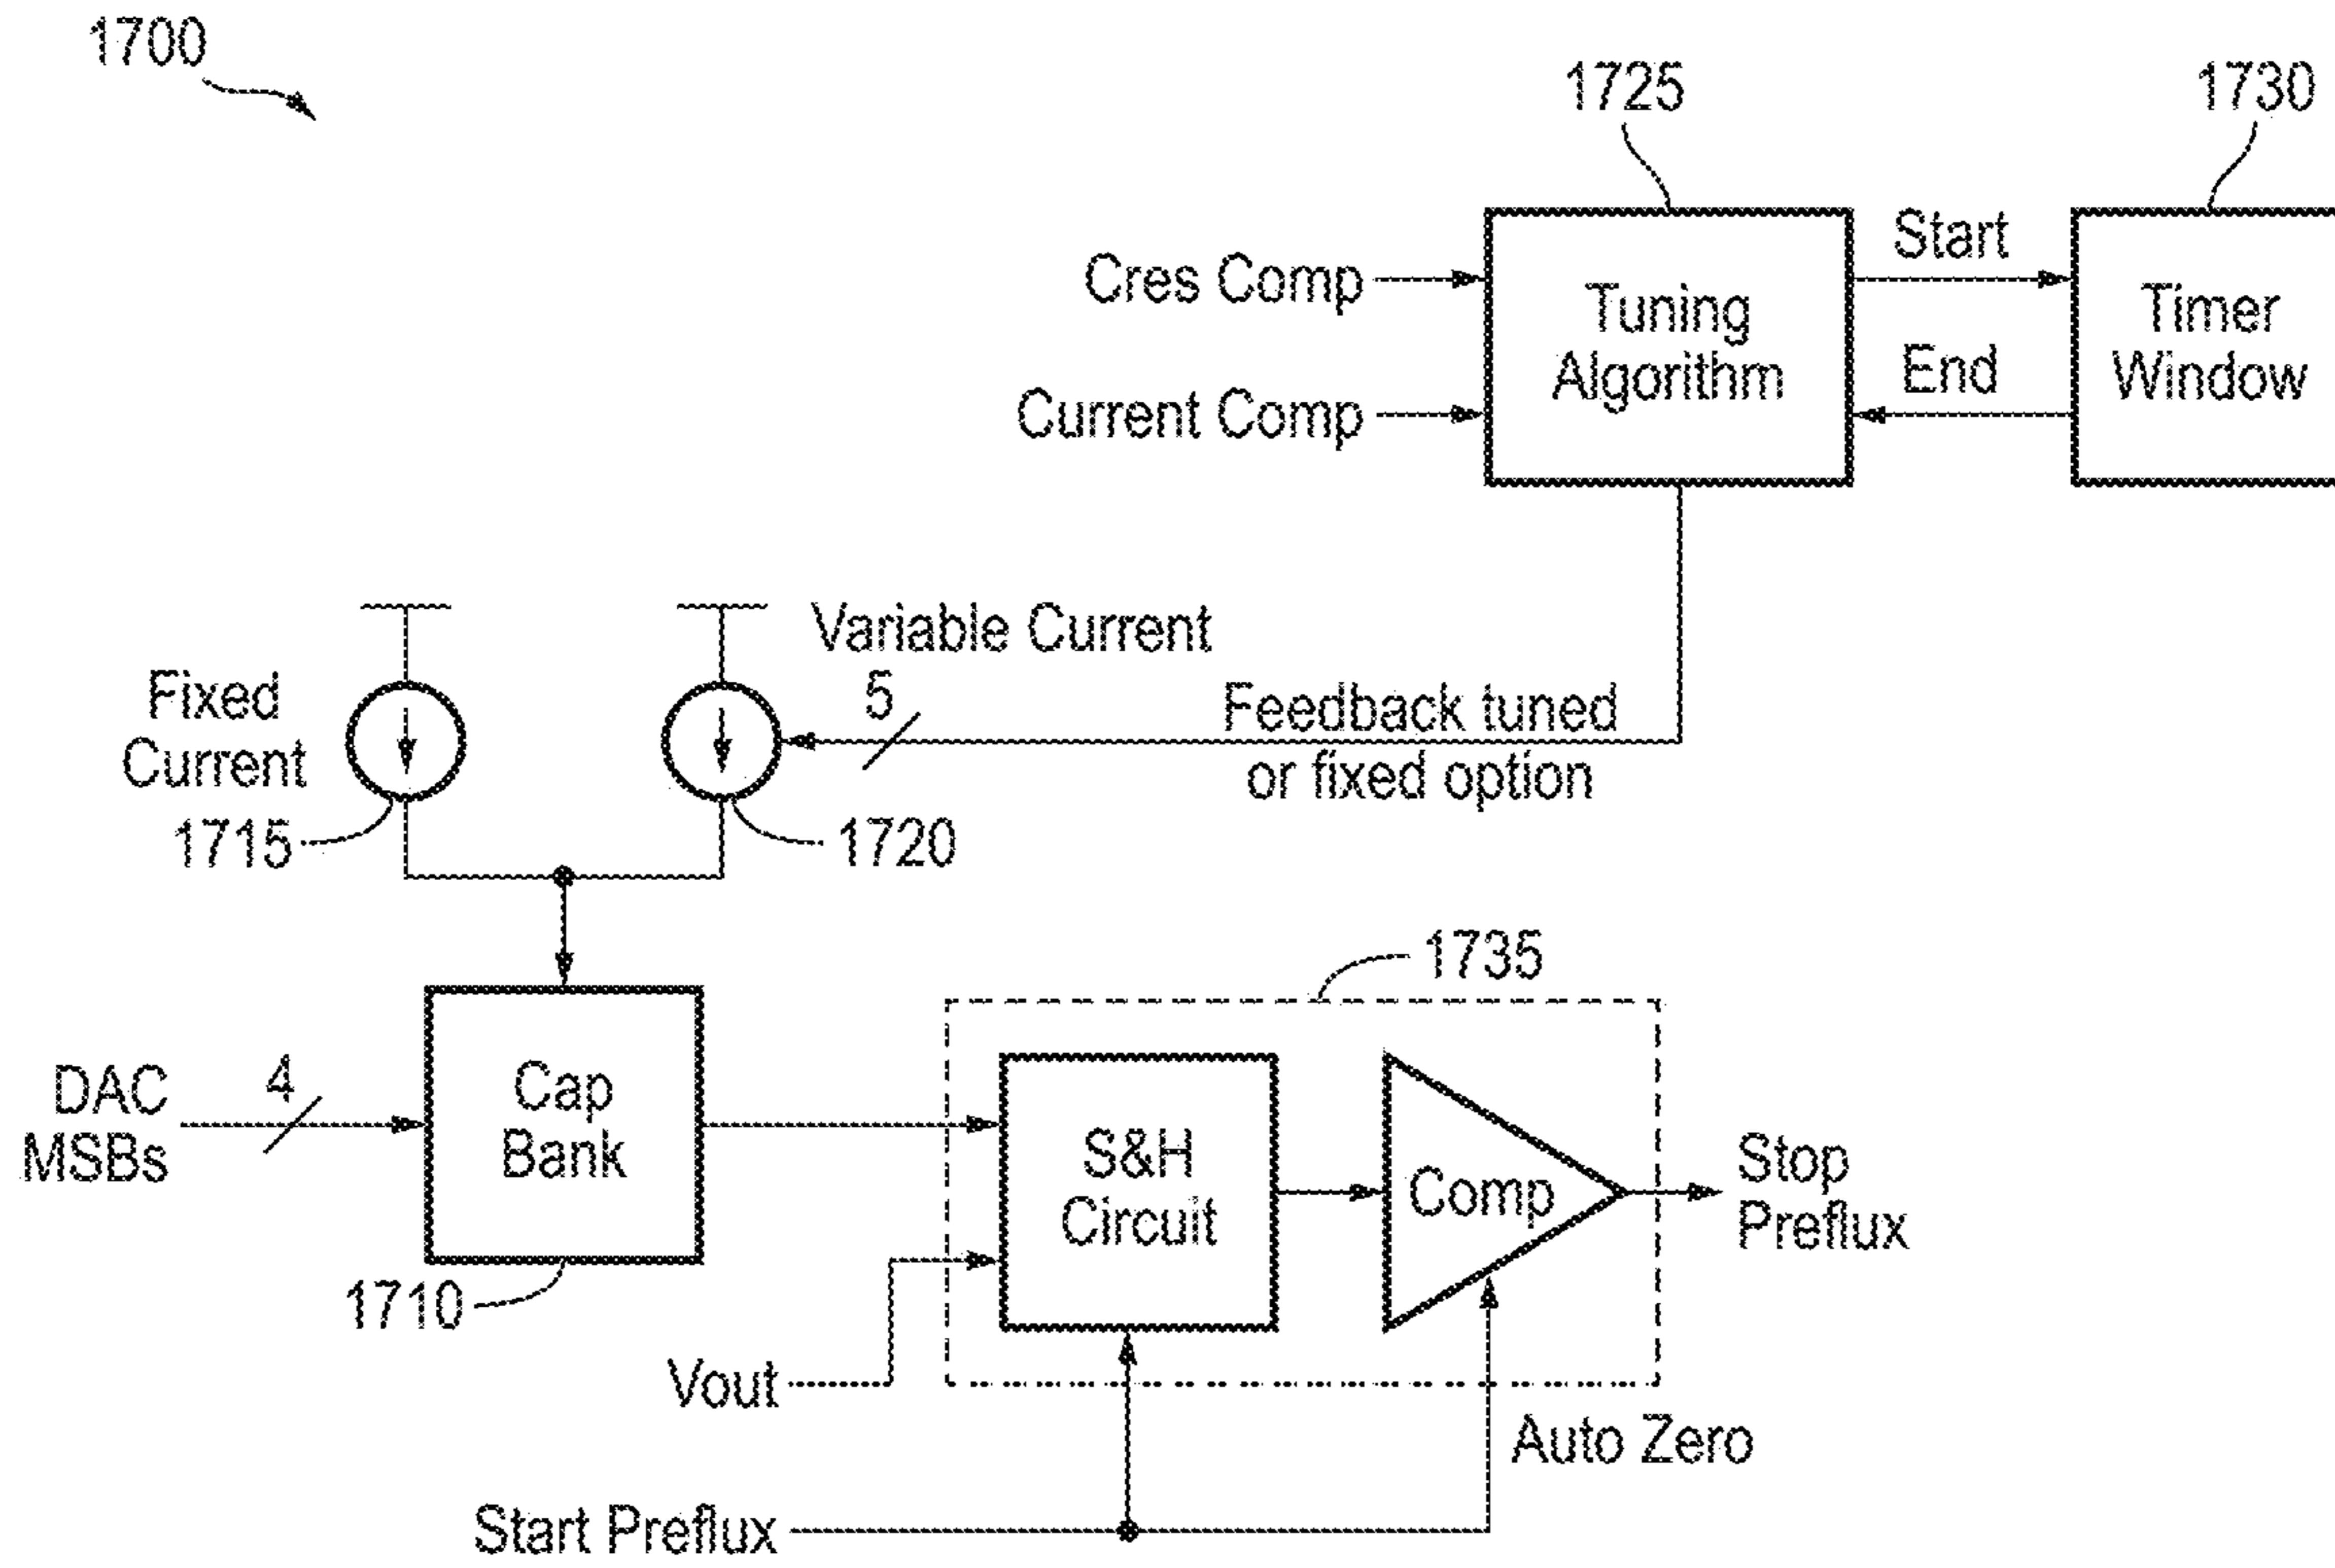 1700
1725
1730
Cres Comp
Current Comp
Tuning
Algorithm
Start
End
Timer
Window
Variable Current
5
Feedback tuned
or fixed option
Fixed
Current
1715
1720
1735
DAC
MSBs
4
Cap
Bank
1710
S&H
Circuit
Comp
Stop
Preflux
Vout
Auto Zero
Start Preflux